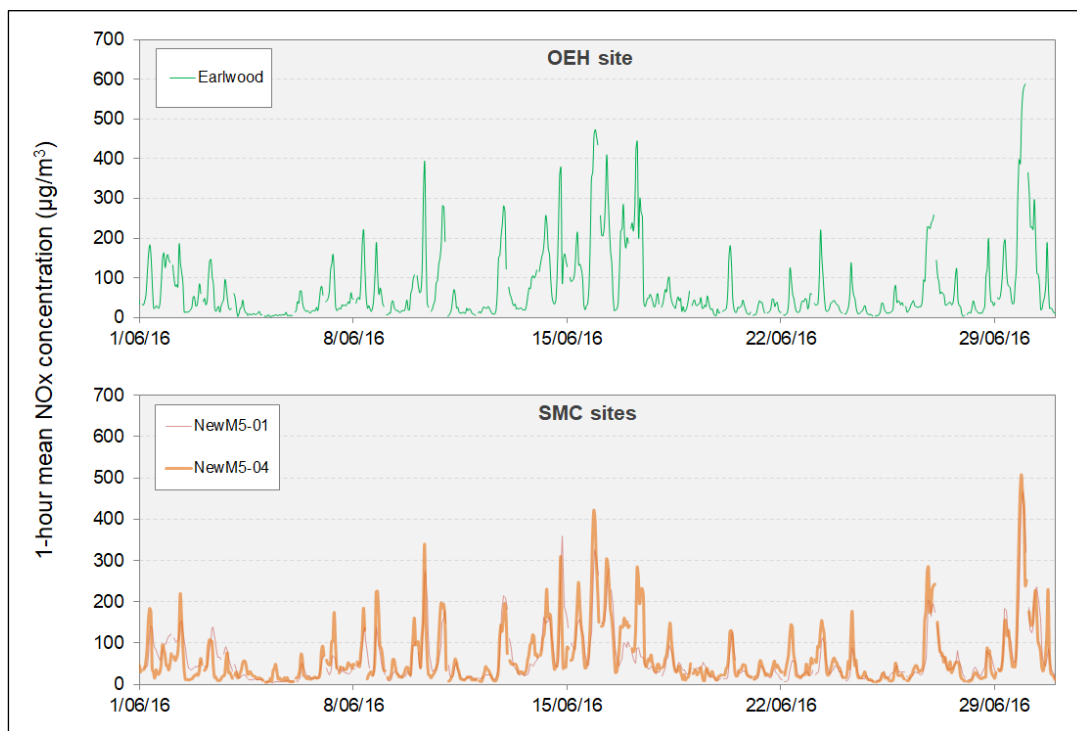 1-hour mean NOx concentration (µg/m³)
OEH site
Earlwood
700
600
500
400
300
200
100
0
1/06/16 8/06/16 15/06/16 22/06/16 29/06/16
SMC sites
NewM5-01
NewM5-04
700
600
500
400
300
200
100
0
1/06/16 8/06/16 15/06/16 22/06/16 29/06/16